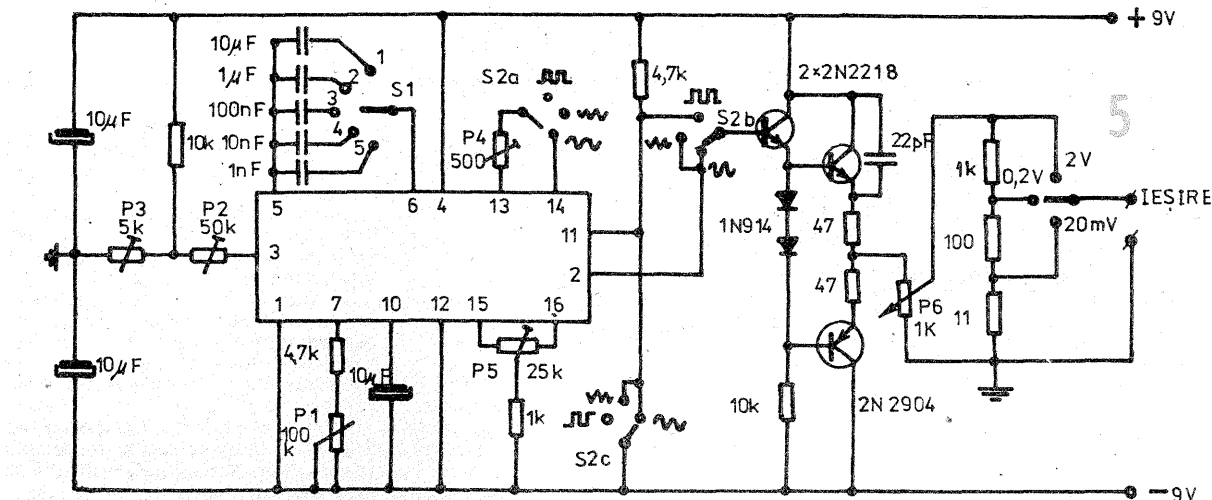 + 9V
10μF
1μF
100nF
10nF
1nF
1
2
3
4
5
S1
S2a
4,7k
2×2N2218
S2b
10μF
10k
P4
500
22pF
5
1k
0,2V
2V
IESIRE
20mV
100
11
P3
5k
P2
50k
5
6
4
13
14
3
11
2
1
7
10
12
15
16
1N914
47
47
P6
1K
10μF
4,7k
10μF
P5
25k
P1
100
k
1k
10k
2N 2904
S2c
- 9V